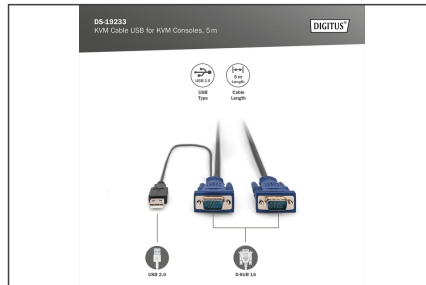 DS-19233
KVM Cable USB for KVM Consoles, 5 m
DIGITUS®
USB 2.0
5 m
Length
USB
Type
Cable
Length
USB 2.0
D-SUB 15